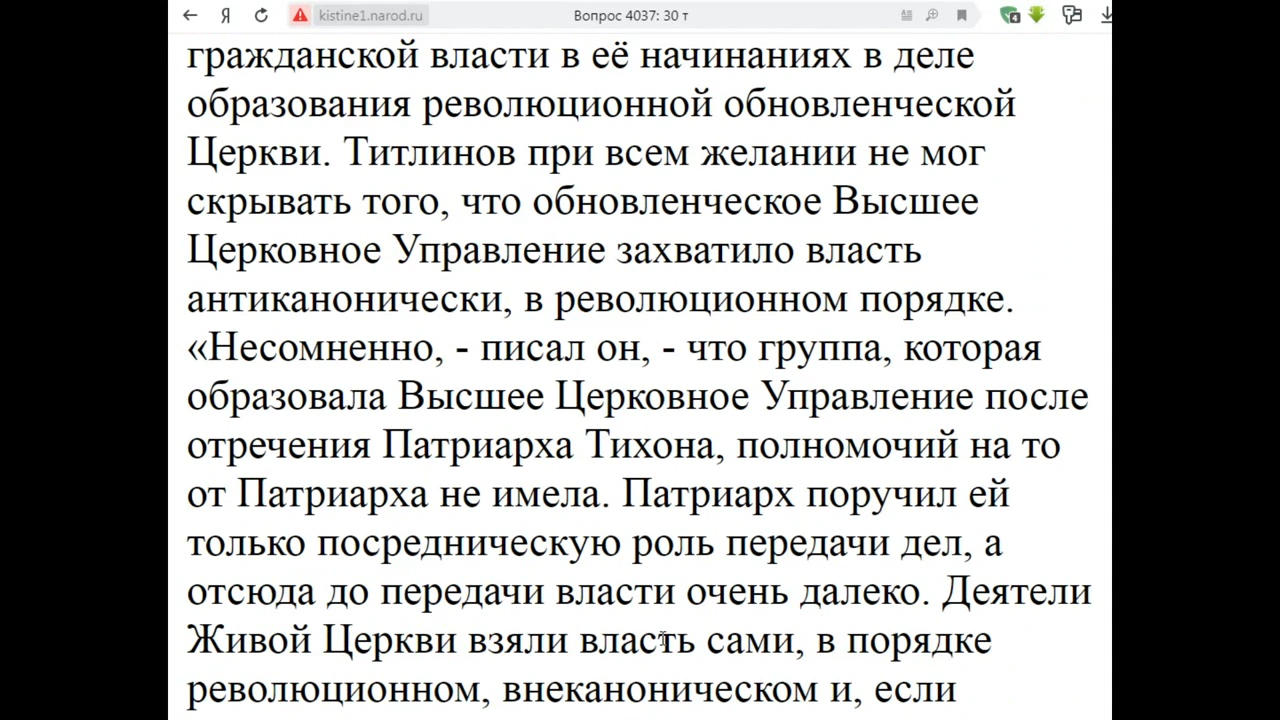 kistine1.narod.ru
Вопрос 4037: 30 т
гражданской власти в её начинаниях в деле
образования революционной обновленческой
Церкви. Титлинов при всем желании не мог
скрывать того, что обновленческое Высшее
Церковное Управление захватило власть
антиканонически, в революционном порядке.
«Несомненно, - писал он, - что группа, которая
образовала Высшее Церковное Управление после
отречения Патриарха Тихона, полномочий на то
от Патриарха не имела. Патриарх поручил ей
только посредническую роль передачи дел, а
отсюда до передачи власти очень далеко. Деятели
Живой Церкви взяли власть сами, в порядке
революционном, внеканоническом и, если